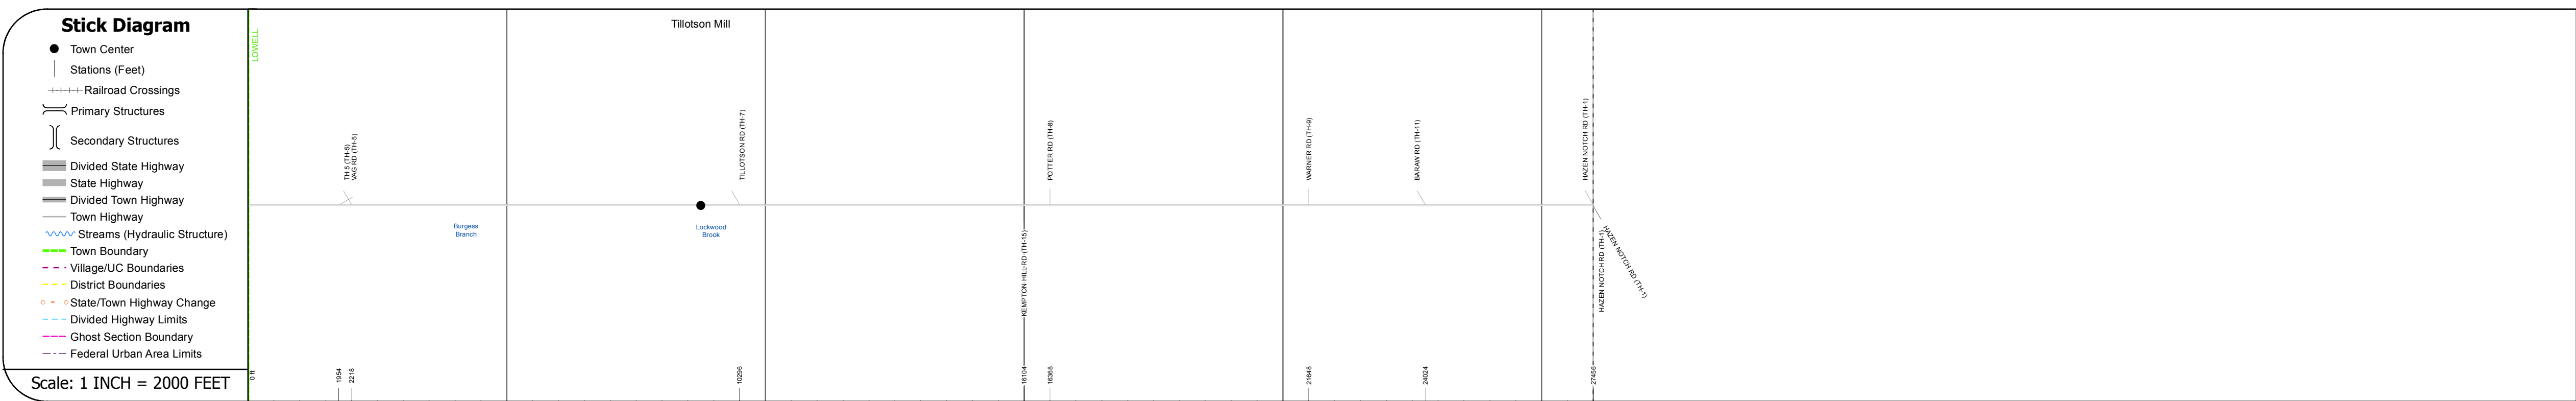 Stick Diagram
Town Center
Stations (Feet)
Railroad Crossings
Primary Structures
Secondary Structures
Divided State Highway
State Highway
Divided Town Highway
Town Highway
Streams (Hydraulic Structure)
Town Boundary
Village/UC Boundaries
District Boundaries
State/Town Highway Change
Divided Highway Limits
Ghost Section Boundary
Federal Urban Area Limits
Scale: 1 INCH = 2000 FEET
LOWELL
Tillotson Mill
TH 5 (TH-5)
VAG RD (TH-5)
TILLOTSON RD (TH-7)
POTTER RD (TH-8)
WARNER RD (TH-9)
BARAW RD (TH-11)
HAZEN NOTCH RD (TH-1)
Burgess
Branch
Lockwood
Brook
KEMPTON HILL RD (TH-15)
HAZEN NOTCH RD (TH-1)
HAZEN NOTCH RD (TH-1)
0 ft
1954
2218
10296
16104
16368
21648
24024
27456